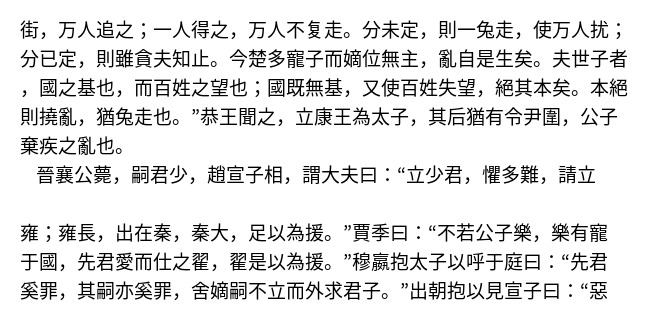 街，万人追之；一人得之，万人不复走。分未定，則一兔走，使万人扰；
分已定，則雖貪夫知止。今楚多寵子而嫡位無主，亂自是生矣。夫世子者
，國之基也，而百姓之望也；國既無基，又使百姓失望，絕其本矣。本絕
則撓亂，猶兔走也。”恭王聞之，立康王為太子，其后猶有令尹圍，公子
棄疾之亂也。
晉襄公薨，嗣君少，趙宣子相，謂大夫曰：“立少君，懼多難，請立
雍；雍長，出在秦，秦大，足以為援。”賈季曰：“不若公子樂，樂有寵
于國，先君愛而仕之翟，翟是以為援。”穆嬴抱太子以呼于庭曰：“先君
奚罪，其嗣亦奚罪，舍嫡嗣不立而外求君子。”出朝抱以見宣子曰：“惡